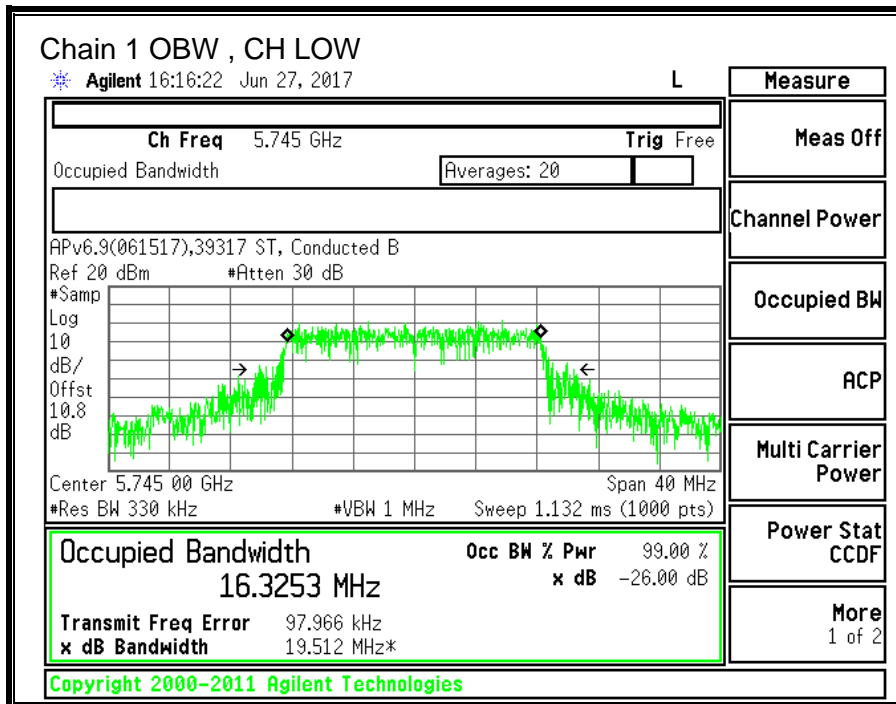 Chain 1 OBW , CH LOW
Agilent 16:16:22 Jun 27, 2017 L
Measure
Ch Freq 5.745 GHz Trig Free
Occupied Bandwidth Averages: 20
APv6.9(061517),39317 ST, Conducted B
Ref 20 dBm #Atten 30 dB
#Samp
Log
10
dB/
Offst
10.8
dB
Center 5.745 00 GHz Span 40 MHz
#Res BW 330 kHz #VBW 1 MHz Sweep 1.132 ms (1000 pts)
Occupied Bandwidth Occ BW % Pwr 99.00 %
16.3253 MHz x dB -26.00 dB
Transmit Freq Error 97.966 kHz
x dB Bandwidth 19.512 MHz*
Copyright 2000-2011 Agilent Technologies
Meas Off
Channel Power
Occupied BW
ACP
Multi Carrier
Power
Power Stat
CCDF
More
1 of 2